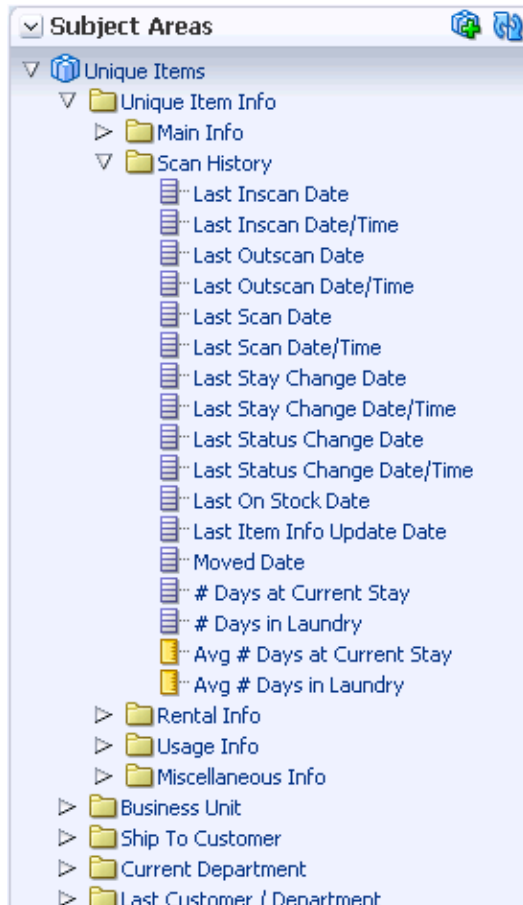 Subject Areas
Unique Items
Unique Item Info
Main Info
Scan History
Last Inscan Date
Last Inscan Date/Time
Last Outscan Date
Last Outscan Date/Time
Last Scan Date
Last Scan Date/Time
Last Stay Change Date
Last Stay Change Date/Time
Last Status Change Date
Last Status Change Date/Time
Last On Stock Date
Last Item Info Update Date
Moved Date
# Days at Current Stay
# Days in Laundry
Avg # Days at Current Stay
Avg # Days in Laundry
Rental Info
Usage Info
Miscellaneous Info
Business Unit
Ship To Customer
Current Department
Last Customer / Department